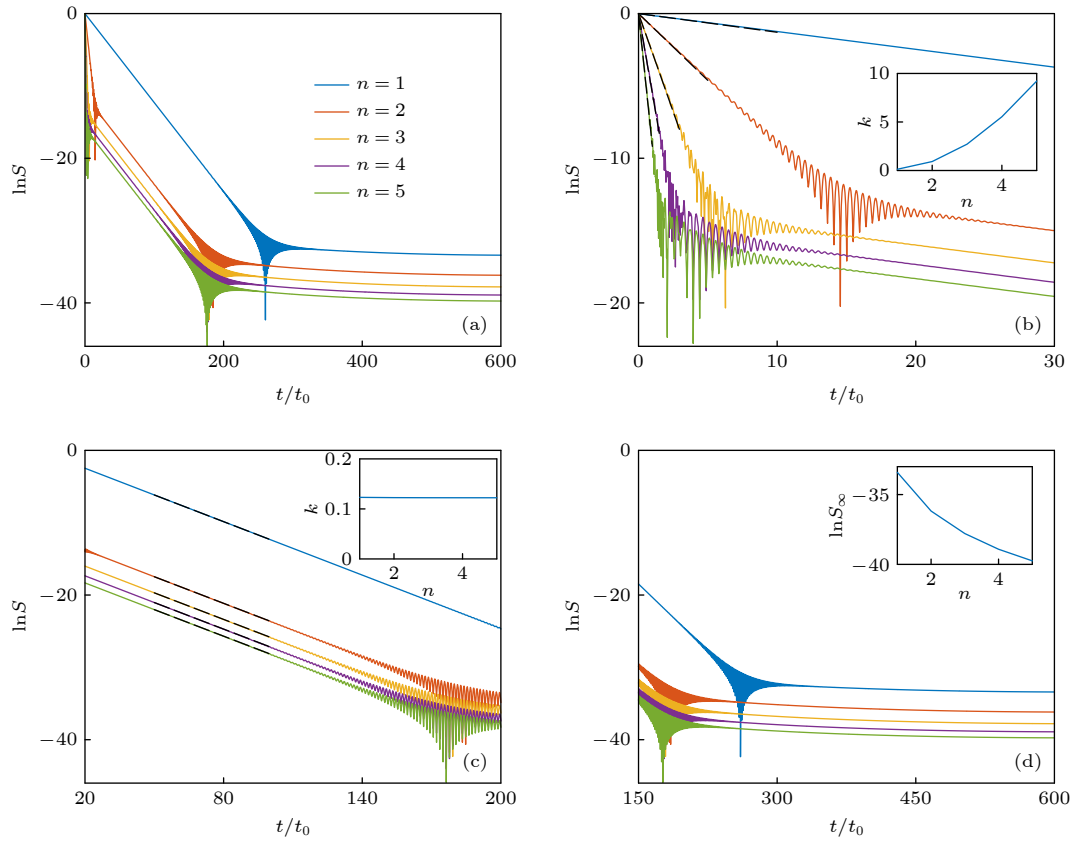 0
−20
−40
lnS
n = 1
n = 2
n = 3
n = 4
n = 5
(a)
0 200 400 600
t/t₀
0
−10
−20
lnS
10
5
0
k
2 4
n
(b)
0 10 20 30
t/t₀
0
−20
−40
lnS
0.2
0.1
0
k
2 4
n
(c)
20 80 140 200
t/t₀
0
−20
−40
lnS
−35
−40
lnS∞
2 4
n
(d)
150 300 450 600
t/t₀